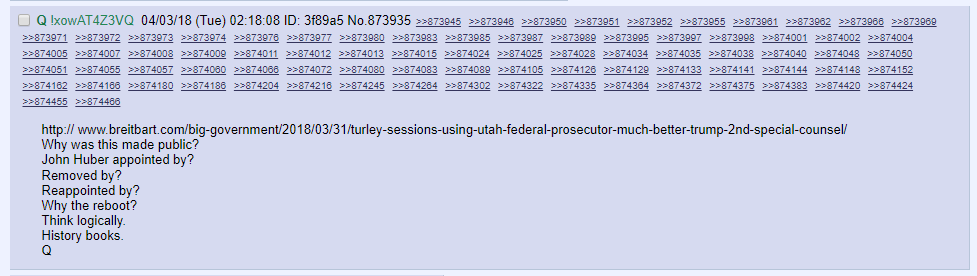 Q !xowAT4Z3VQ 04/03/18 (Tue) 02:18:08 ID: 3f89a5 No.873935 >>873945 >>873946 >>873950 >>873951 >>873952 >>873955 >>873961 >>873962 >>873966 >>873969
>>873971 >>873972 >>873973 >>873974 >>873976 >>873977 >>873980 >>873983 >>873985 >>873987 >>873989 >>873995 >>873997 >>873998 >>874001 >>874002 >>874004
>>874005 >>874007 >>874008 >>874009 >>874011 >>874012 >>874013 >>874015 >>874024 >>874025 >>874028 >>874034 >>874035 >>874038 >>874040 >>874048 >>874050
>>874051 >>874055 >>874057 >>874060 >>874066 >>874072 >>874080 >>874083 >>874089 >>874105 >>874126 >>874129 >>874133 >>874141 >>874144 >>874148 >>874152
>>874162 >>874166 >>874180 >>874186 >>874204 >>874216 >>874245 >>874264 >>874302 >>874322 >>874335 >>874364 >>874372 >>874375 >>874383 >>874420 >>874424
>>874455 >>874466
http:// www.breitbart.com/big-government/2018/03/31/turley-sessions-using-utah-federal-prosecutor-much-better-trump-2nd-special-counsel/
Why was this made public?
John Huber appointed by?
Removed by?
Reappointed by?
Why the reboot?
Think logically.
History books.
Q